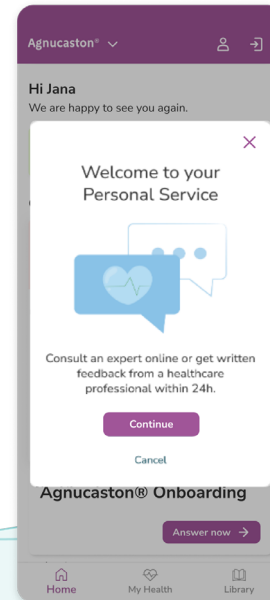 Agnucaston®
Hi Jana
We are happy to see you again.
Welcome to your
Personal Service
Consult an expert online or get written
feedback from a healthcare
professional within 24h.
Continue
Cancel
Agnucaston® Onboarding
Answer now
Home
My Health
Library